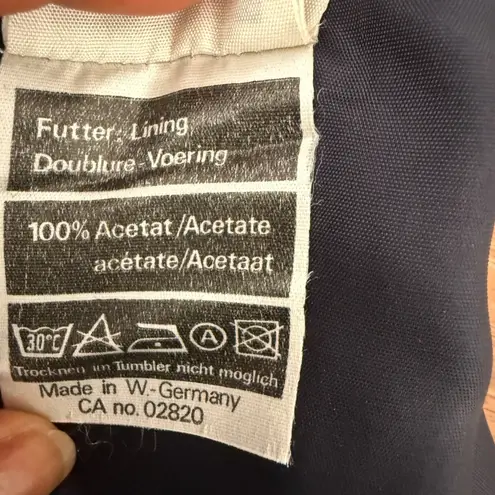 Futter-Lining
Doublure-Voering
100% Acetat/Acetate
acétate/Acetaat
30°C A
Trocknen im Tumbler nicht möglich
Made in W.-Germany
CA no. 02820